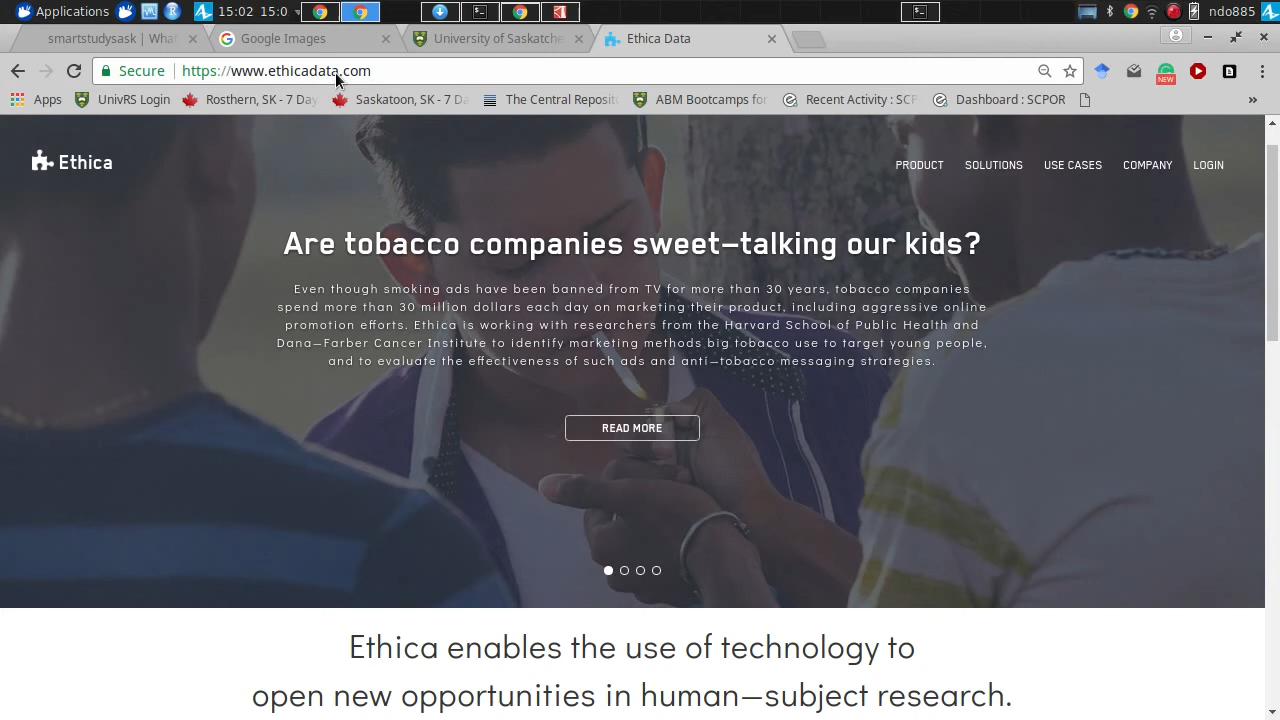 Applications 15:02 15:0 ndo885
smartstudysask | What Google Images University of Saskatche Ethica Data
Secure https://www.ethicadata.com NEW
Apps UnivRS Login Rosthern, SK - 7 Day Saskatoon, SK - 7 Da The Central Reposit ABM Bootcamps for Recent Activity : SCP Dashboard : SCPOR »
Ethica PRODUCT SOLUTIONS USE CASES COMPANY LOGIN
Are tobacco companies sweet–talking our kids?
Even though smoking ads have been banned from TV for more than 30 years, tobacco companies
spend more than 30 million dollars each day on marketing their product, including aggressive online
promotion efforts. Ethica is working with researchers from the Harvard School of Public Health and
Dana–Farber Cancer Institute to identify marketing methods big tobacco use to target young people,
and to evaluate the effectiveness of such ads and anti–tobacco messaging strategies.
READ MORE
Ethica enables the use of technology to
open new opportunities in human–subject research.